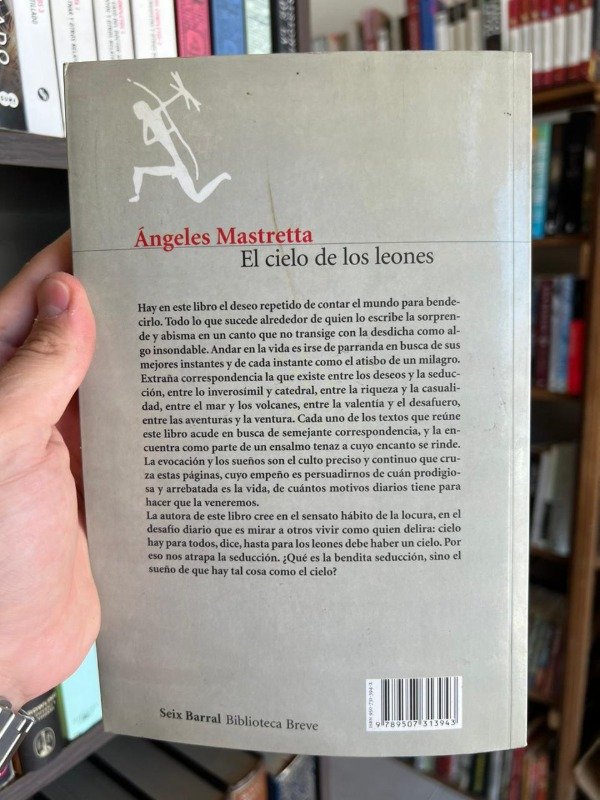 Ángeles Mastretta
El cielo de los leones
Hay en este libro el deseo repetido de contar el mundo para bende-
cirlo. Todo lo que sucede alrededor de quien lo escribe la sorpren-
de y abisma en un canto que no transige con la desdicha como al-
go insondable. Andar en la vida es irse de parranda en busca de sus
mejores instantes y de cada instante como el atisbo de un milagro.
Extraña correspondencia la que existe entre los deseos y la seduc-
ción, entre lo inverosímil y catedral, entre la riqueza y la casuali-
dad, entre el mar y los volcanes, entre la valentía y el desafuero,
entre las aventuras y la ventura. Cada uno de los textos que reúne
este libro acude en busca de semejante correspondencia, y la en-
cuentra como parte de un ensalmo tenaz a cuyo encanto se rinde.
La evocación y los sueños son el culto preciso y continuo que cru-
za estas páginas, cuyo empeño es persuadirnos de cuán prodigio-
sa y arrebatada es la vida, de cuántos motivos diarios tiene para
hacer que la veneremos.
La autora de este libro cree en el sensato hábito de la locura, en el
desafío diario que es mirar a otros vivir como quien delira: cielo
hay para todos, dice, hasta para los leones debe haber un cielo. Por
eso nos atrapa la seducción. ¿Qué es la bendita seducción, sino el
sueño de que hay tal cosa como el cielo?
Seix Barral Biblioteca Breve
ISBN 950-731-394-2
9 789507 313943